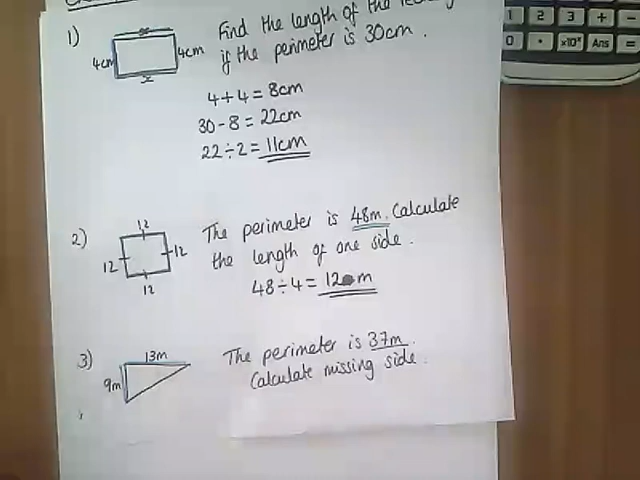 1)
Find the length of the
if the perimeter is 30cm.
4cm
4cm
x
x
4+4=8cm
30-8=22cm
22÷2=11cm
2)
12
12
12
12
The perimeter is 48m. Calculate
the length of one side.
48÷4=12m
3)
13m
9m
The perimeter is 37m.
Calculate missing side.
1 2 3 + −
0 · ×10ˣ Ans =